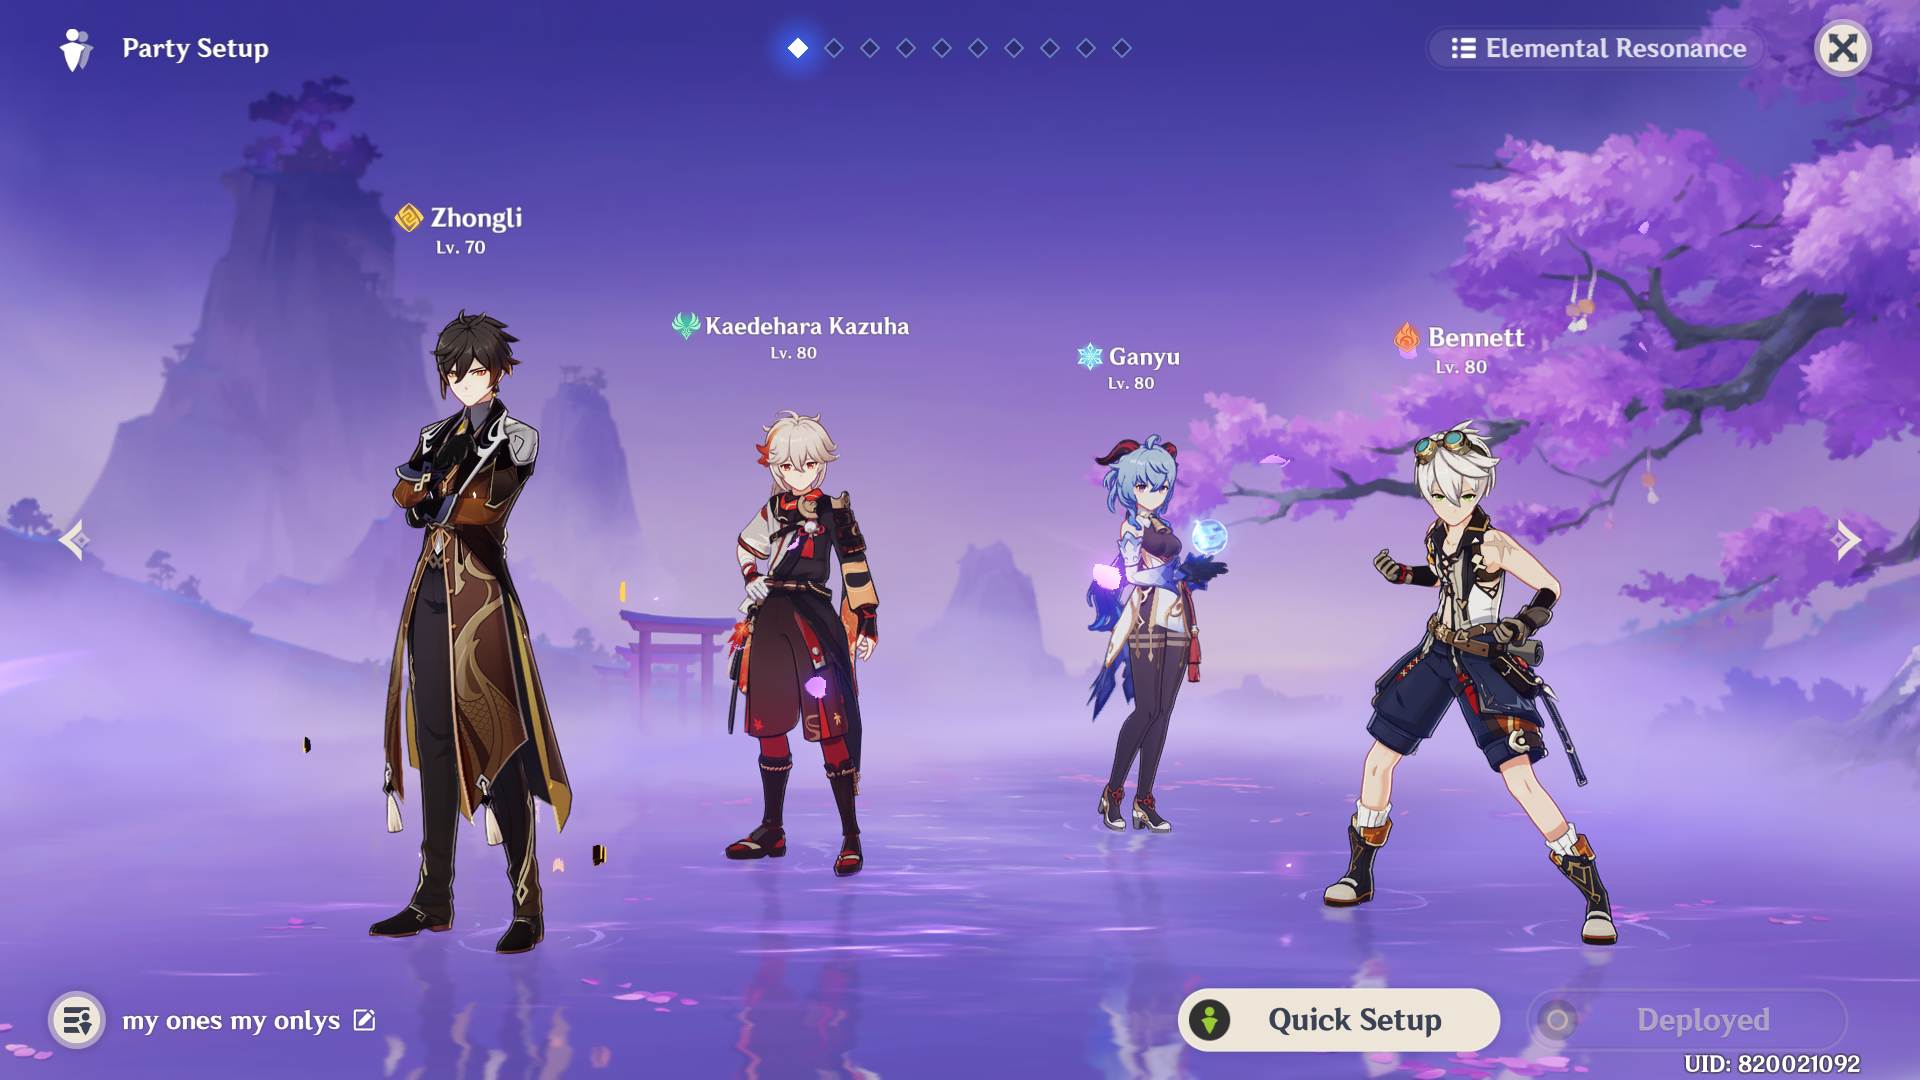 Party Setup
Elemental Resonance
Zhongli
Lv. 70
Kaedehara Kazuha
Lv. 80
Ganyu
Lv. 80
Bennett
Lv. 80
my ones my onlys
Quick Setup
Deployed
UID: 820021092